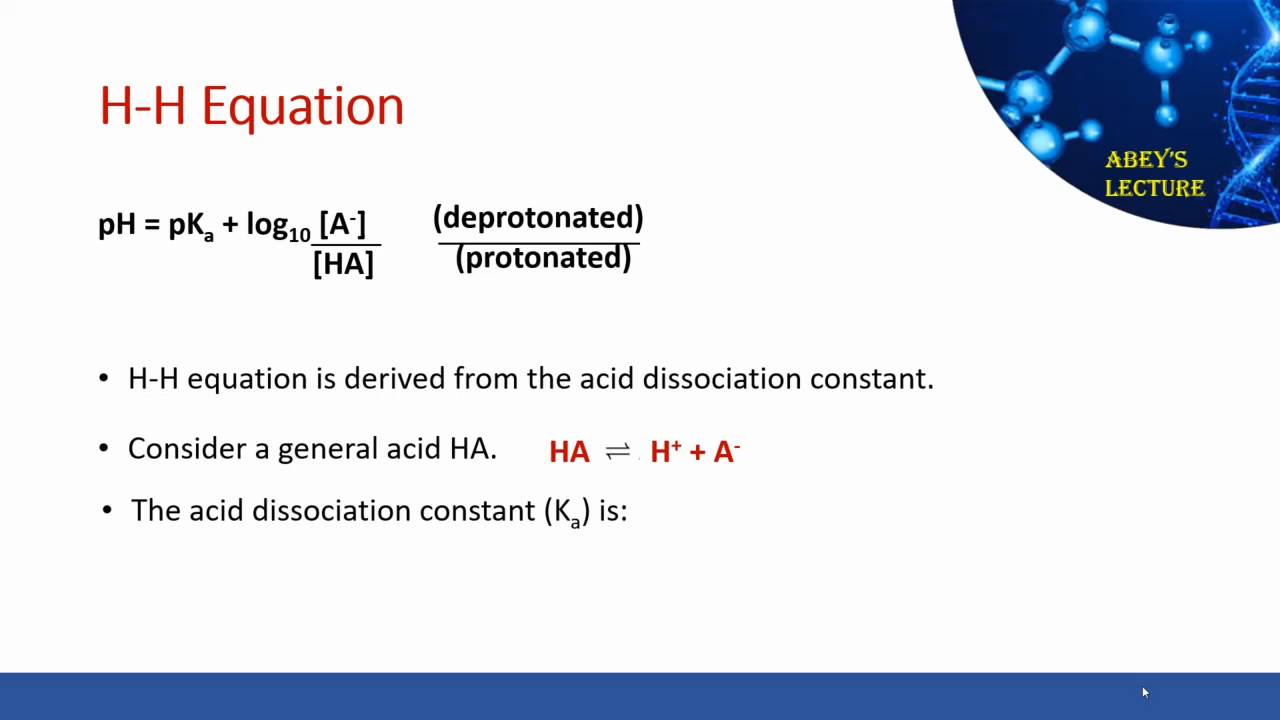 H-H Equation
ABEY'S
LECTURE
pH = pKₐ + log₁₀ [A⁻] (deprotonated)
[HA] (protonated)
• H-H equation is derived from the acid dissociation constant.
• Consider a general acid HA. HA ⇌ H⁺ + A⁻
• The acid dissociation constant (Kₐ) is: